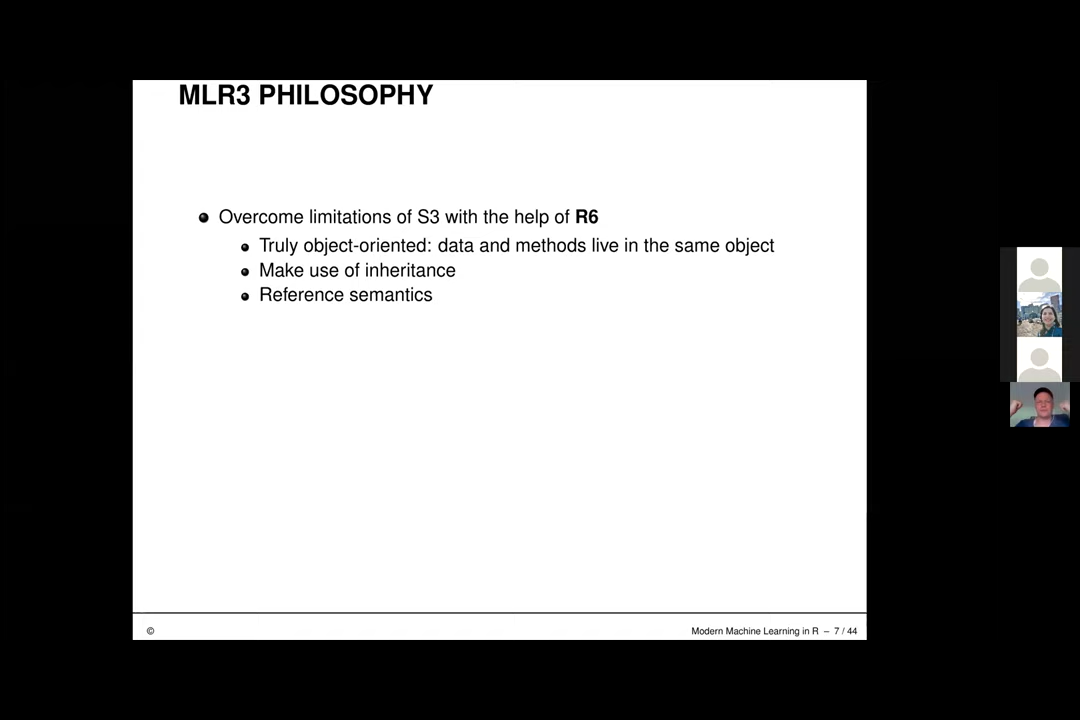 MLR3 PHILOSOPHY
Overcome limitations of S3 with the help of R6
Truly object-oriented: data and methods live in the same object
Make use of inheritance
Reference semantics
© Modern Machine Learning in R – 7 / 44